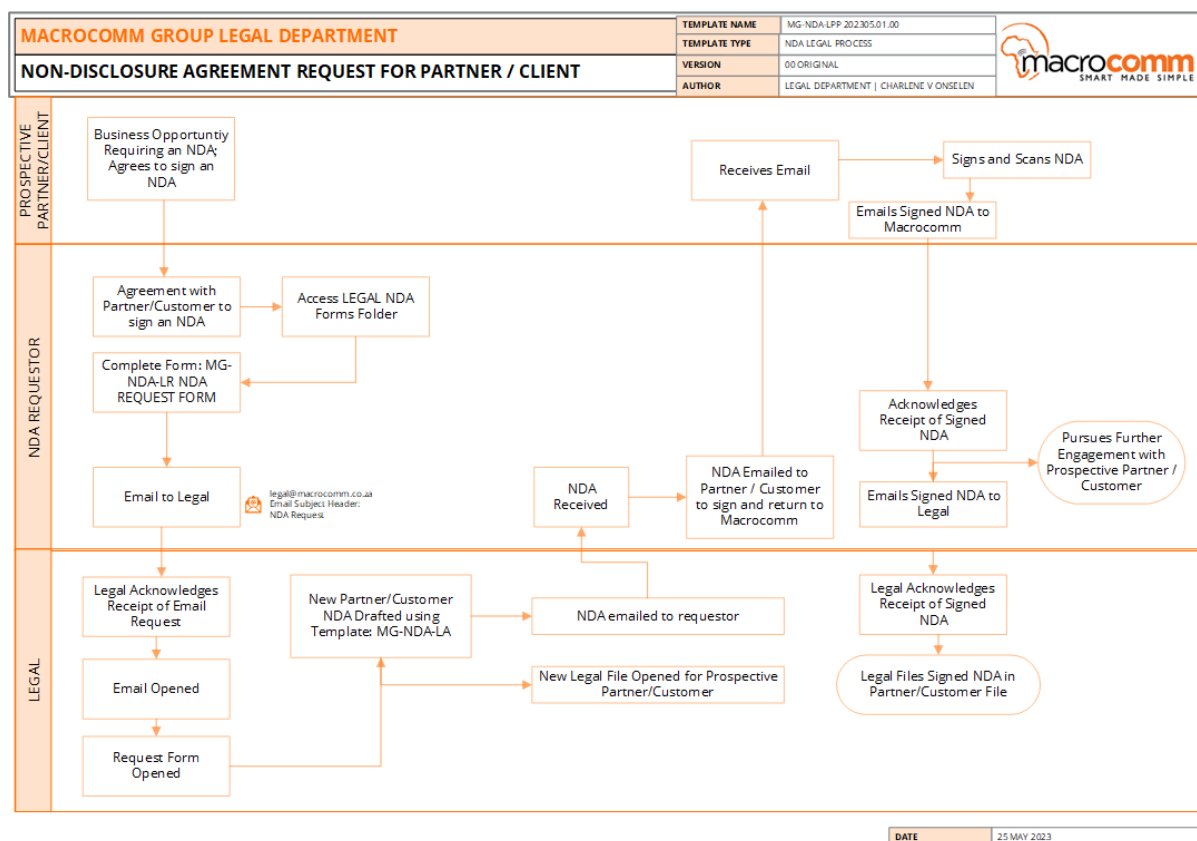 MACROCOMM GROUP LEGAL DEPARTMENT
NON-DISCLOSURE AGREEMENT REQUEST FOR PARTNER / CLIENT
TEMPLATE NAME
MG-NDA-LPP 202305.01.00
TEMPLATE TYPE
NDA LEGAL PROCESS
VERSION
00 ORIGINAL
AUTHOR
LEGAL DEPARTMENT | CHARLENE V ONSELEN
macrocomm
SMART MADE SIMPLE
PROSPECTIVE
PARTNER/CLIENT
Business Opportuntiy
Requiring an NDA;
Agrees to sign an
NDA
Receives Email
Signs and Scans NDA
Emails Signed NDA to
Macrocomm
NDA REQUESTOR
Agreement with
Partner/Customer to
sign an NDA
Access LEGAL NDA
Forms Folder
Complete Form: MG-
NDA-LR NDA
REQUEST FORM
Email to Legal
legal@macrocomm.co.za
Email Subject Header:
NDA Request
NDA
Received
NDA Emailed to
Partner / Customer
to sign and return to
Macrocomm
Acknowledges
Receipt of Signed
NDA
Pursues Further
Engagement with
Prospective Partner /
Customer
Emails Signed NDA to
Legal
LEGAL
Legal Acknowledges
Receipt of Email
Request
Email Opened
Request Form
Opened
New Partner/Customer
NDA Drafted using
Template: MG-NDA-LA
NDA emailed to requestor
New Legal File Opened for Prospective
Partner/Customer
Legal Acknowledges
Receipt of Signed
NDA
Legal Files Signed NDA in
Partner/Customer File
DATE
25 MAY 2023